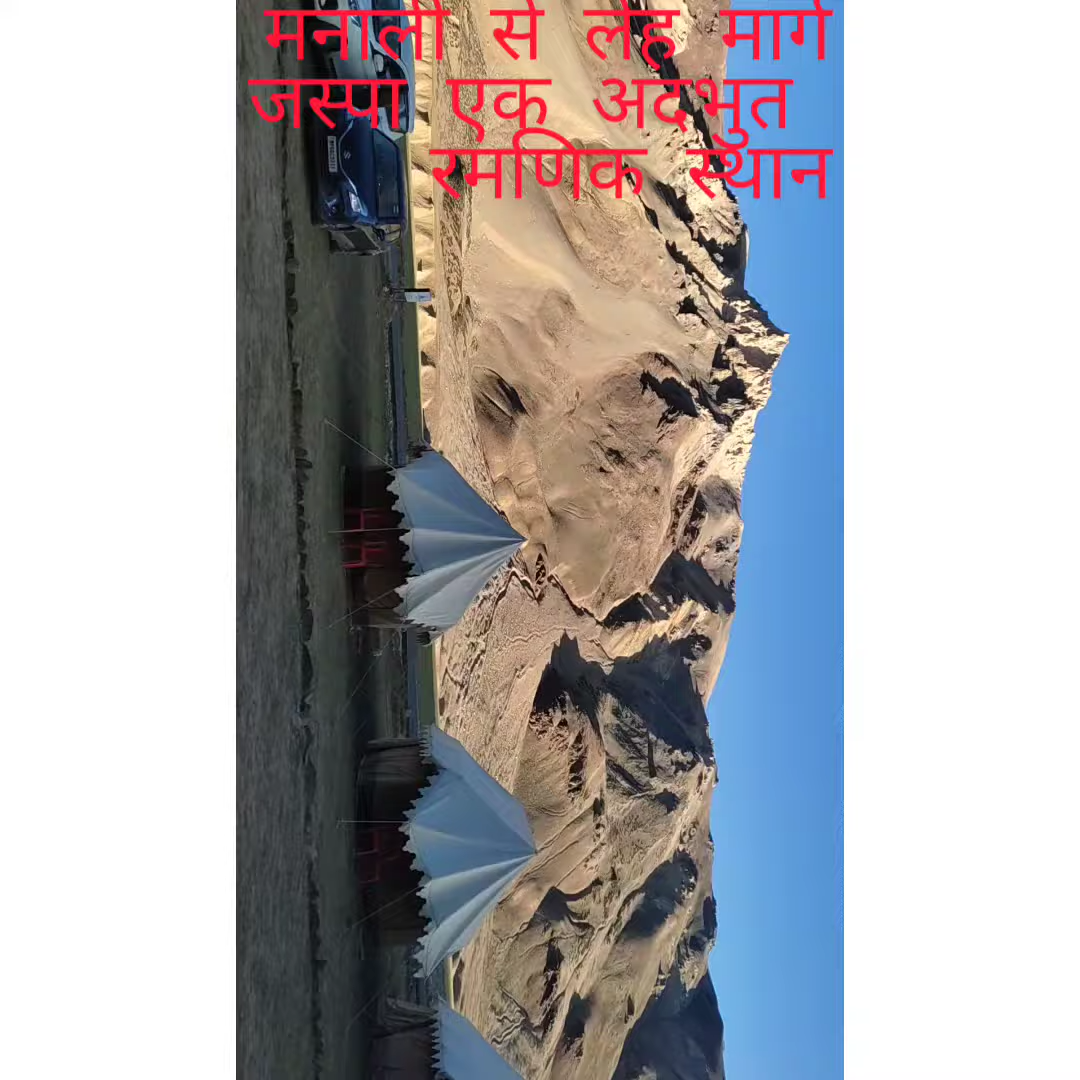 मनाली से लेह मार्ग
जस्पा एक अदभुत
रमणिक स्थान